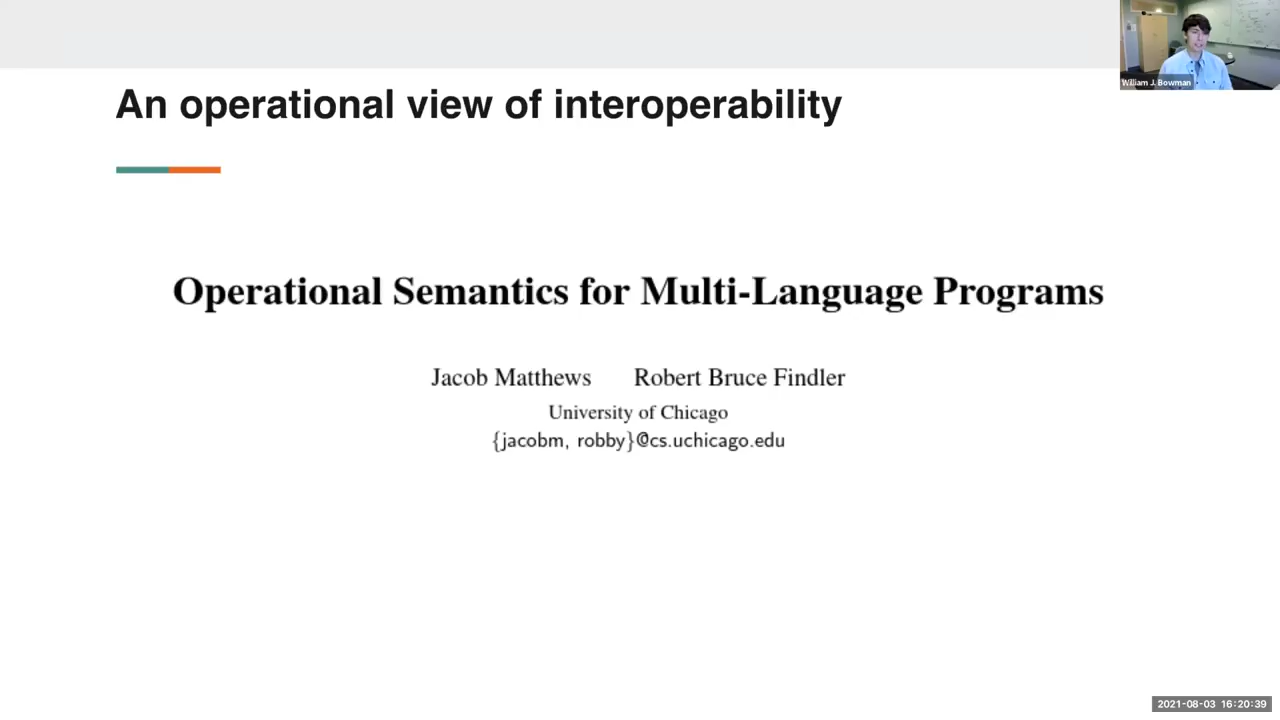 An operational view of interoperability
William J. Bowman
Operational Semantics for Multi-Language Programs
Jacob Matthews Robert Bruce Findler
University of Chicago
{jacobm, robby}@cs.uchicago.edu
2021-08-03 16:20:39